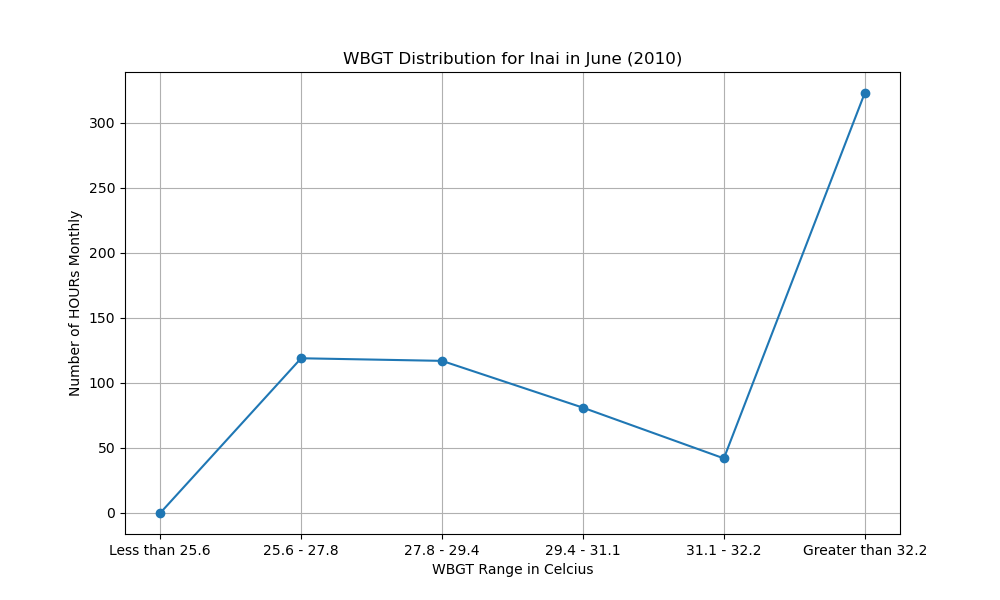 WBGT Distribution for Inai in June (2010)
Number of HOURs Monthly
300
250
200
150
100
50
0
Less than 25.6
25.6 - 27.8
27.8 - 29.4
29.4 - 31.1
31.1 - 32.2
Greater than 32.2
WBGT Range in Celcius